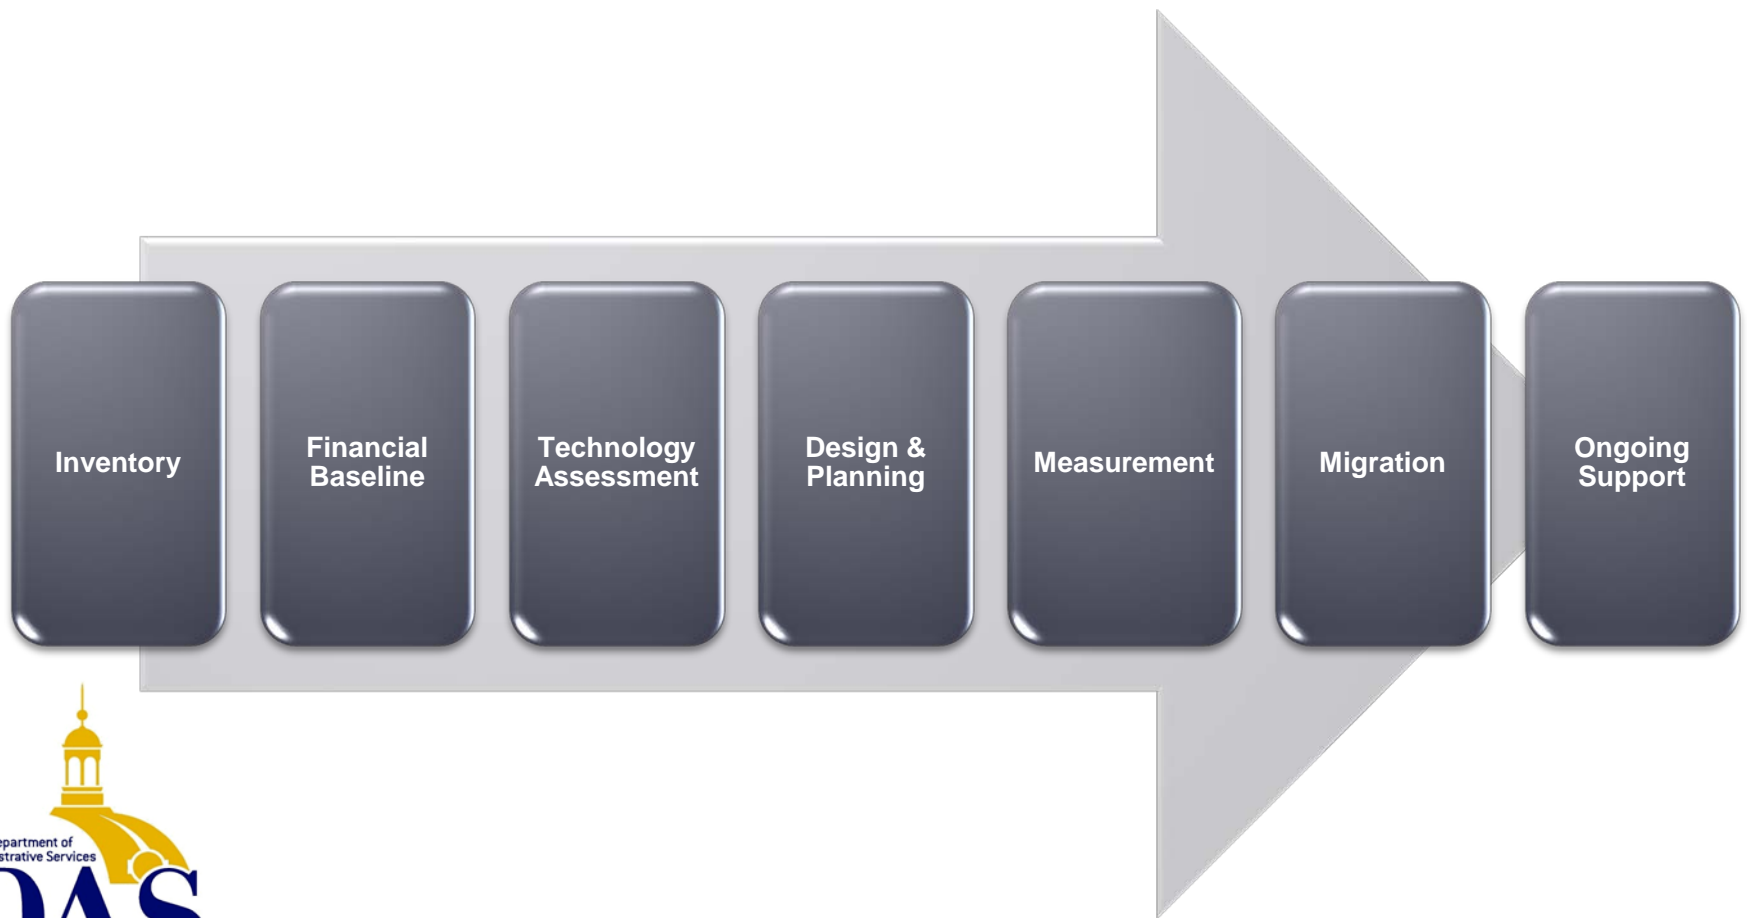 Inventory
Financial
Baseline
Technology
Assessment
Design &
Planning
Measurement
Migration
Ongoing
Support
epartment of
strative Services
DAS